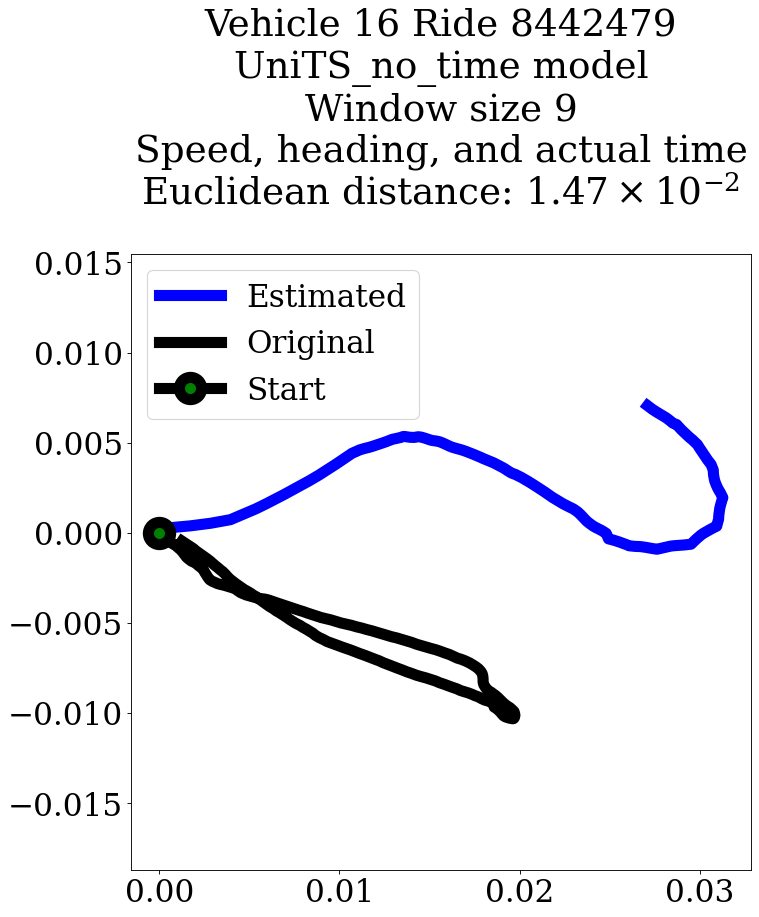 Vehicle 16 Ride 8442479
UniTS_no_time model
Window size 9
Speed, heading, and actual time
Euclidean distance: 1.47 × 10⁻²
0.015
Estimated
0.010
Original
Start
0.005
0.000
−0.005
−0.010
−0.015
0.00 0.01 0.02 0.03